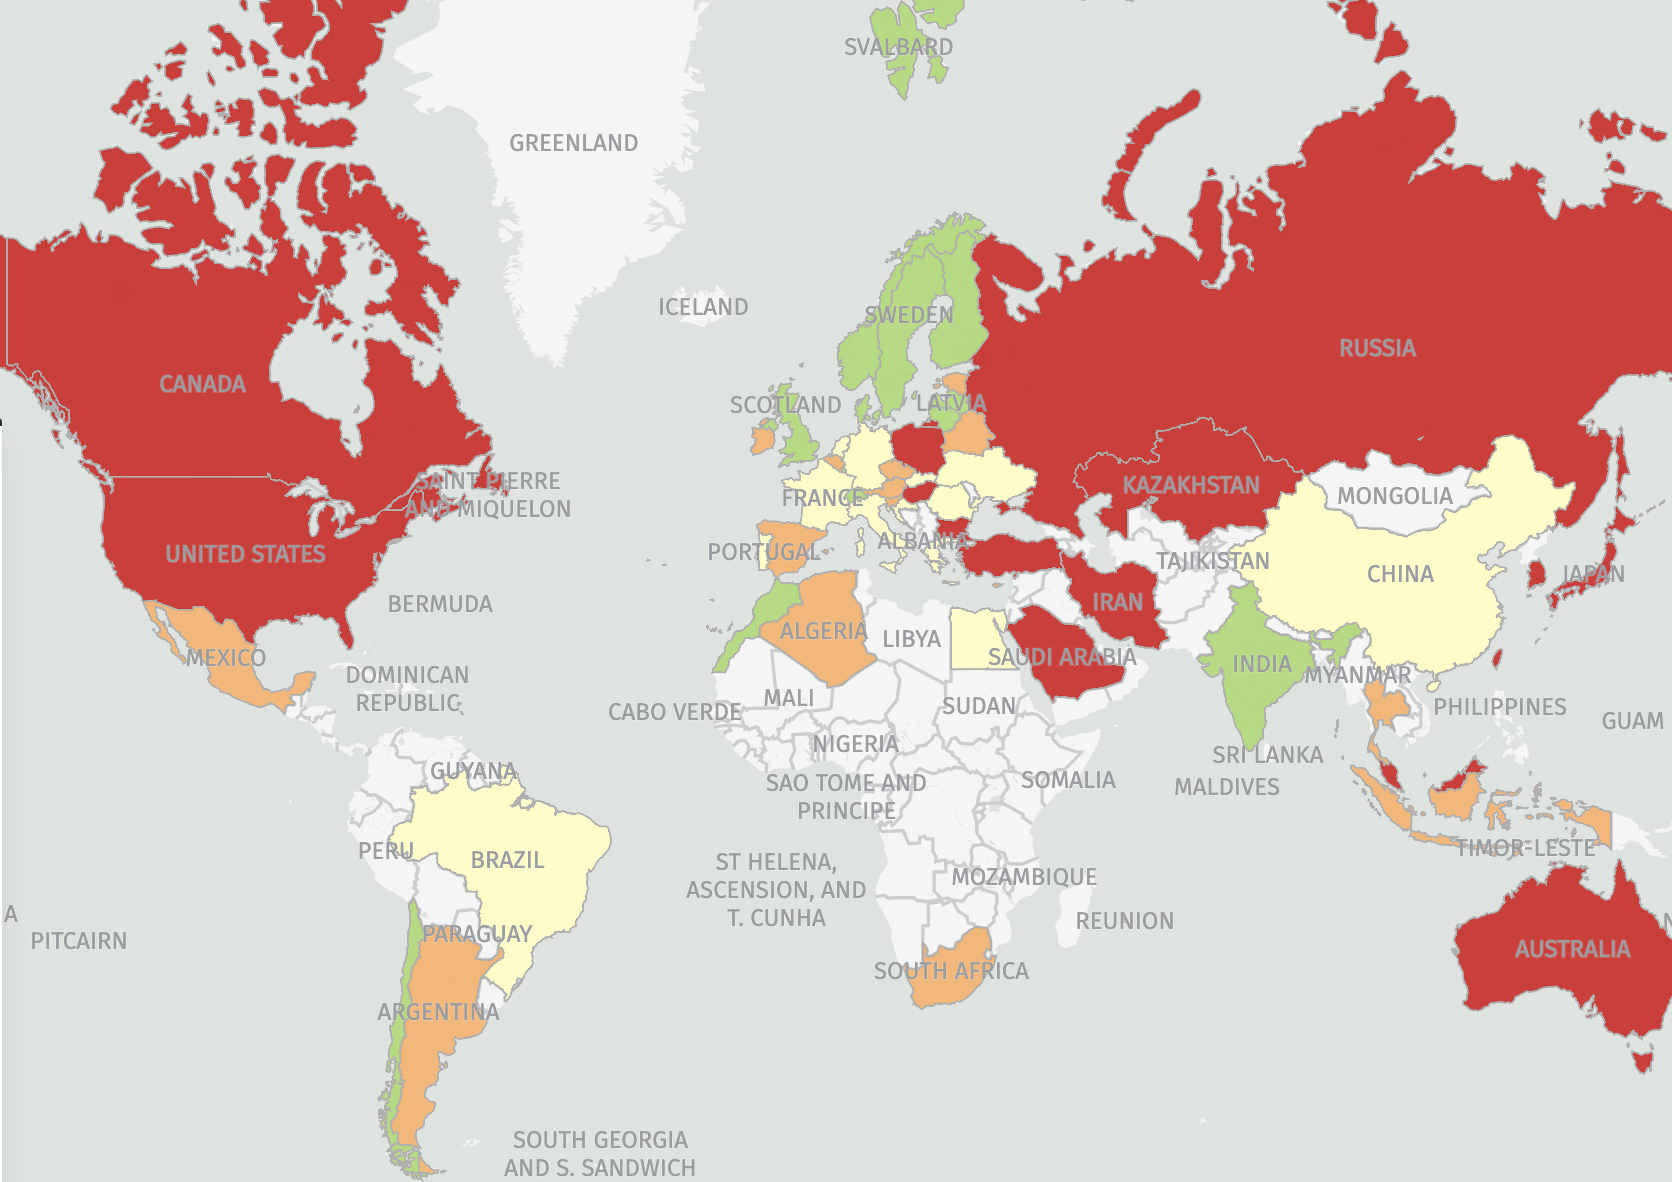 SVALBARD
GREENLAND
ICELAND
SWEDEN
RUSSIA
CANADA
SCOTLAND
LATVIA
SAINT PIERRE
AND MIQUELON
FRANCE
KAZAKHSTAN
MONGOLIA
UNITED STATES
PORTUGAL
ALBANIA
TAJIKISTAN
CHINA
JAPAN
BERMUDA
IRAN
ALGERIA
LIBYA
MEXICO
SAUDI ARABIA
INDIA
DOMINICAN
REPUBLIC
MYANMAR
MALI
CABO VERDE
SUDAN
PHILIPPINES
GUAM
NIGERIA
SRI LANKA
GUYANA
SAO TOME AND
PRINCIPE
SOMALIA
MALDIVES
PERU
BRAZIL
TIMOR-LESTE
ST HELENA,
ASCENSION, AND
T. CUNHA
MOZAMBIQUE
A
PITCAIRN
PARAGUAY
REUNION
N
AUSTRALIA
SOUTH AFRICA
ARGENTINA
SOUTH GEORGIA
AND S. SANDWICH